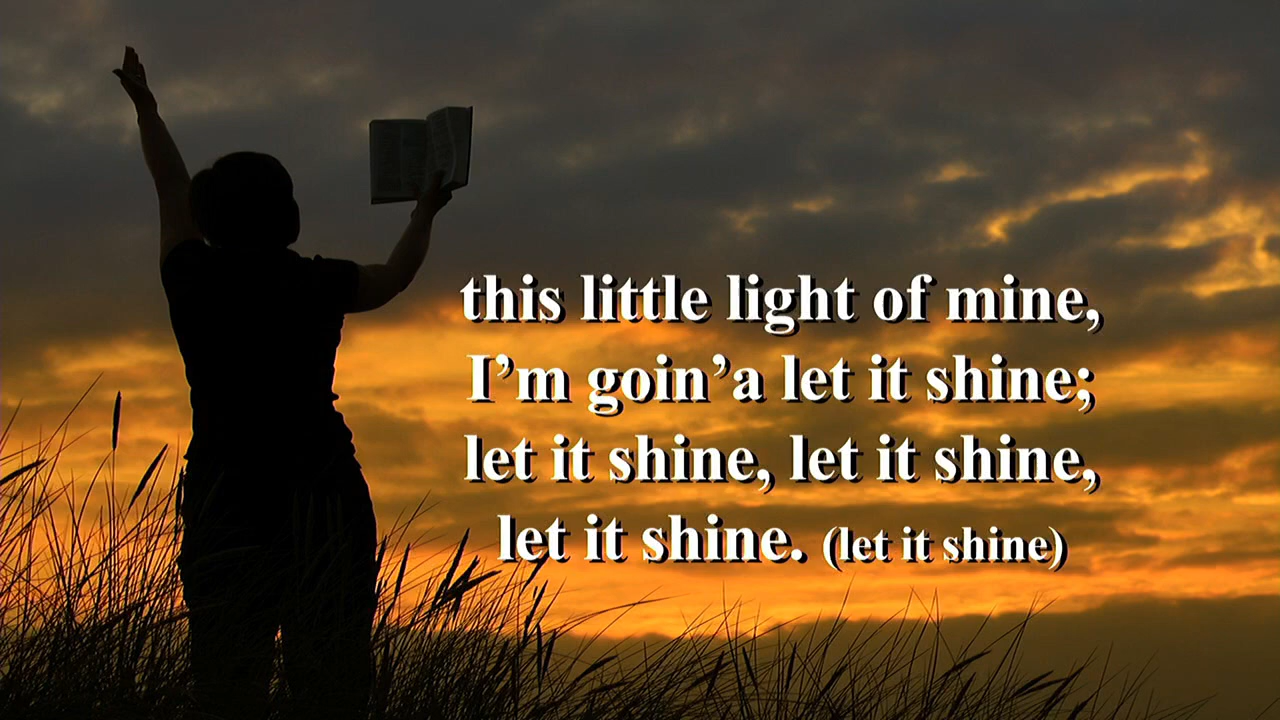 this little light of mine,
I’m goin’a let it shine;
let it shine, let it shine,
let it shine. (let it shine)